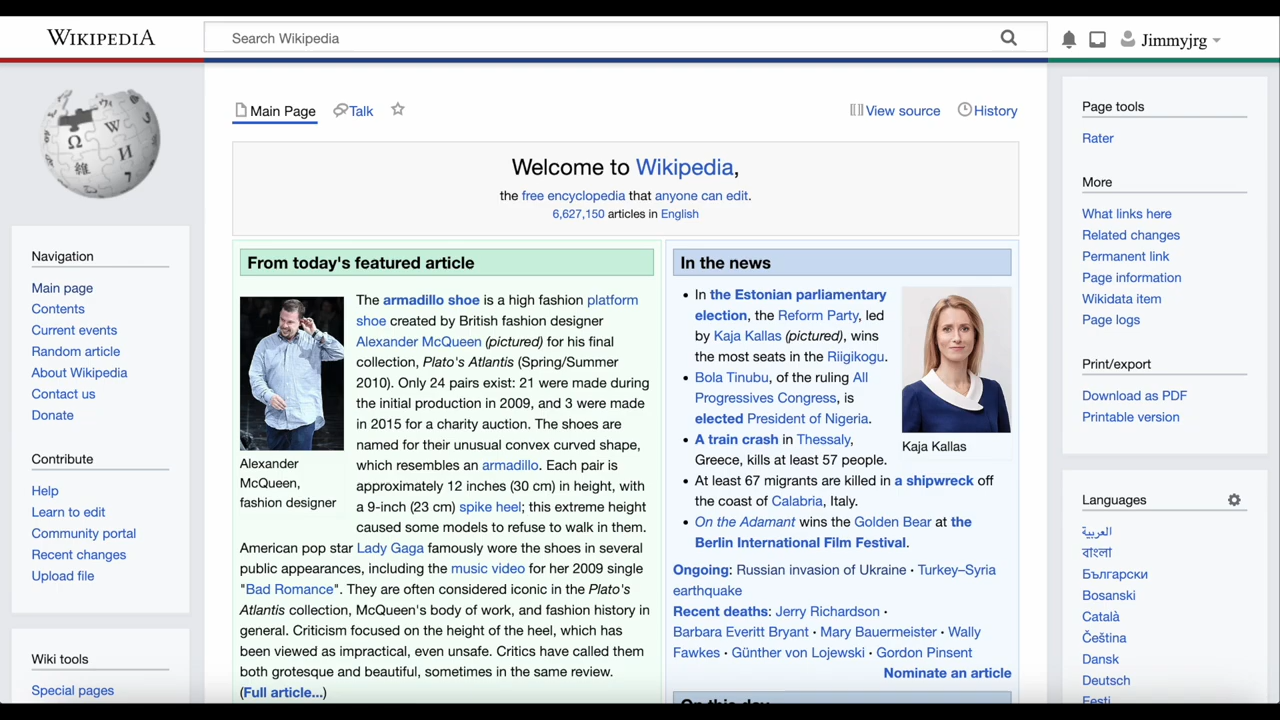 WIKIPEDIA
Search Wikipedia
Jimmyjrg
Main Page
Talk
View source
History
Welcome to Wikipedia,
the free encyclopedia that anyone can edit.
6,627,150 articles in English
Navigation
Main page
Contents
Current events
Random article
About Wikipedia
Contact us
Donate
Contribute
Help
Learn to edit
Community portal
Recent changes
Upload file
Wiki tools
Special pages
From today's featured article
The armadillo shoe is a high fashion platform
shoe created by British fashion designer
Alexander McQueen (pictured) for his final
collection, Plato's Atlantis (Spring/Summer
2010). Only 24 pairs exist: 21 were made during
the initial production in 2009, and 3 were made
in 2015 for a charity auction. The shoes are
named for their unusual convex curved shape,
which resembles an armadillo. Each pair is
approximately 12 inches (30 cm) in height, with
a 9-inch (23 cm) spike heel; this extreme height
caused some models to refuse to walk in them.
Alexander
McQueen,
fashion designer
American pop star Lady Gaga famously wore the shoes in several
public appearances, including the music video for her 2009 single
"Bad Romance". They are often considered iconic in the Plato's
Atlantis collection, McQueen's body of work, and fashion history in
general. Criticism focused on the height of the heel, which has
been viewed as impractical, even unsafe. Critics have called them
both grotesque and beautiful, sometimes in the same review.
(Full article...)
In the news
• In the Estonian parliamentary
election, the Reform Party, led
by Kaja Kallas (pictured), wins
the most seats in the Riigikogu.
• Bola Tinubu, of the ruling All
Progressives Congress, is
elected President of Nigeria.
• A train crash in Thessaly,
Greece, kills at least 57 people.
• At least 67 migrants are killed in a shipwreck off
the coast of Calabria, Italy.
• On the Adamant wins the Golden Bear at the
Berlin International Film Festival.
Kaja Kallas
Ongoing: Russian invasion of Ukraine · Turkey–Syria
earthquake
Recent deaths: Jerry Richardson ·
Barbara Everitt Bryant · Mary Bauermeister · Wally
Fawkes · Günther von Lojewski · Gordon Pinsent
Nominate an article
On this day
Page tools
Rater
More
What links here
Related changes
Permanent link
Page information
Wikidata item
Page logs
Print/export
Download as PDF
Printable version
Languages
العربية
বাংলা
Български
Bosanski
Català
Čeština
Dansk
Deutsch
Eesti